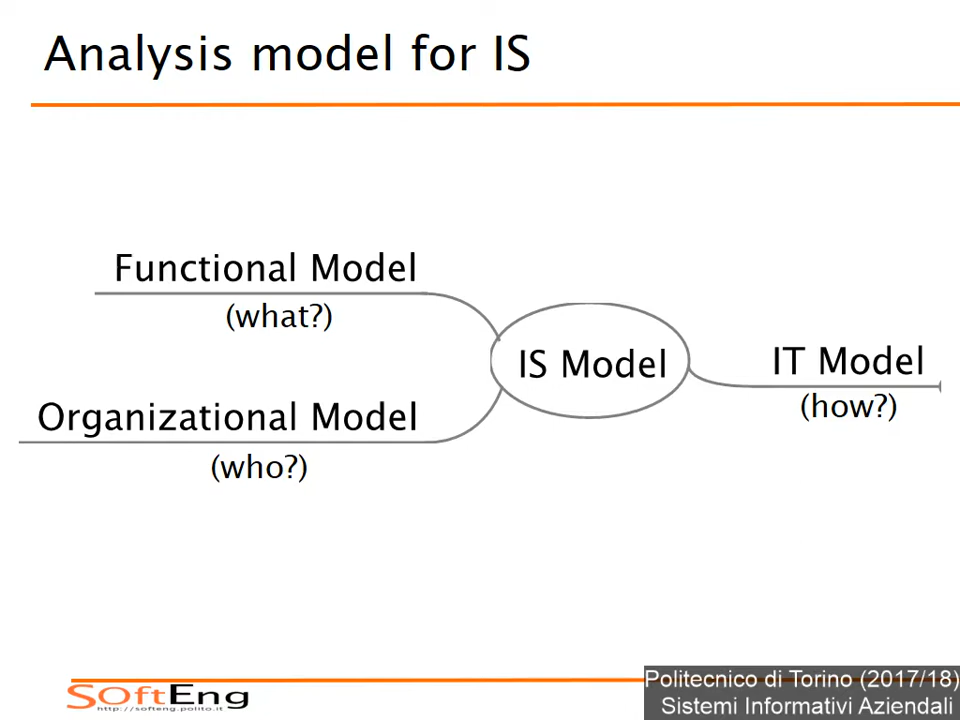 Analysis model for IS
Functional Model
(what?)
IS Model
IT Model
(how?)
Organizational Model
(who?)
SOftEng
http://softeng.polito.it
Politecnico di Torino (2017/18)
Sistemi Informativi Aziendali